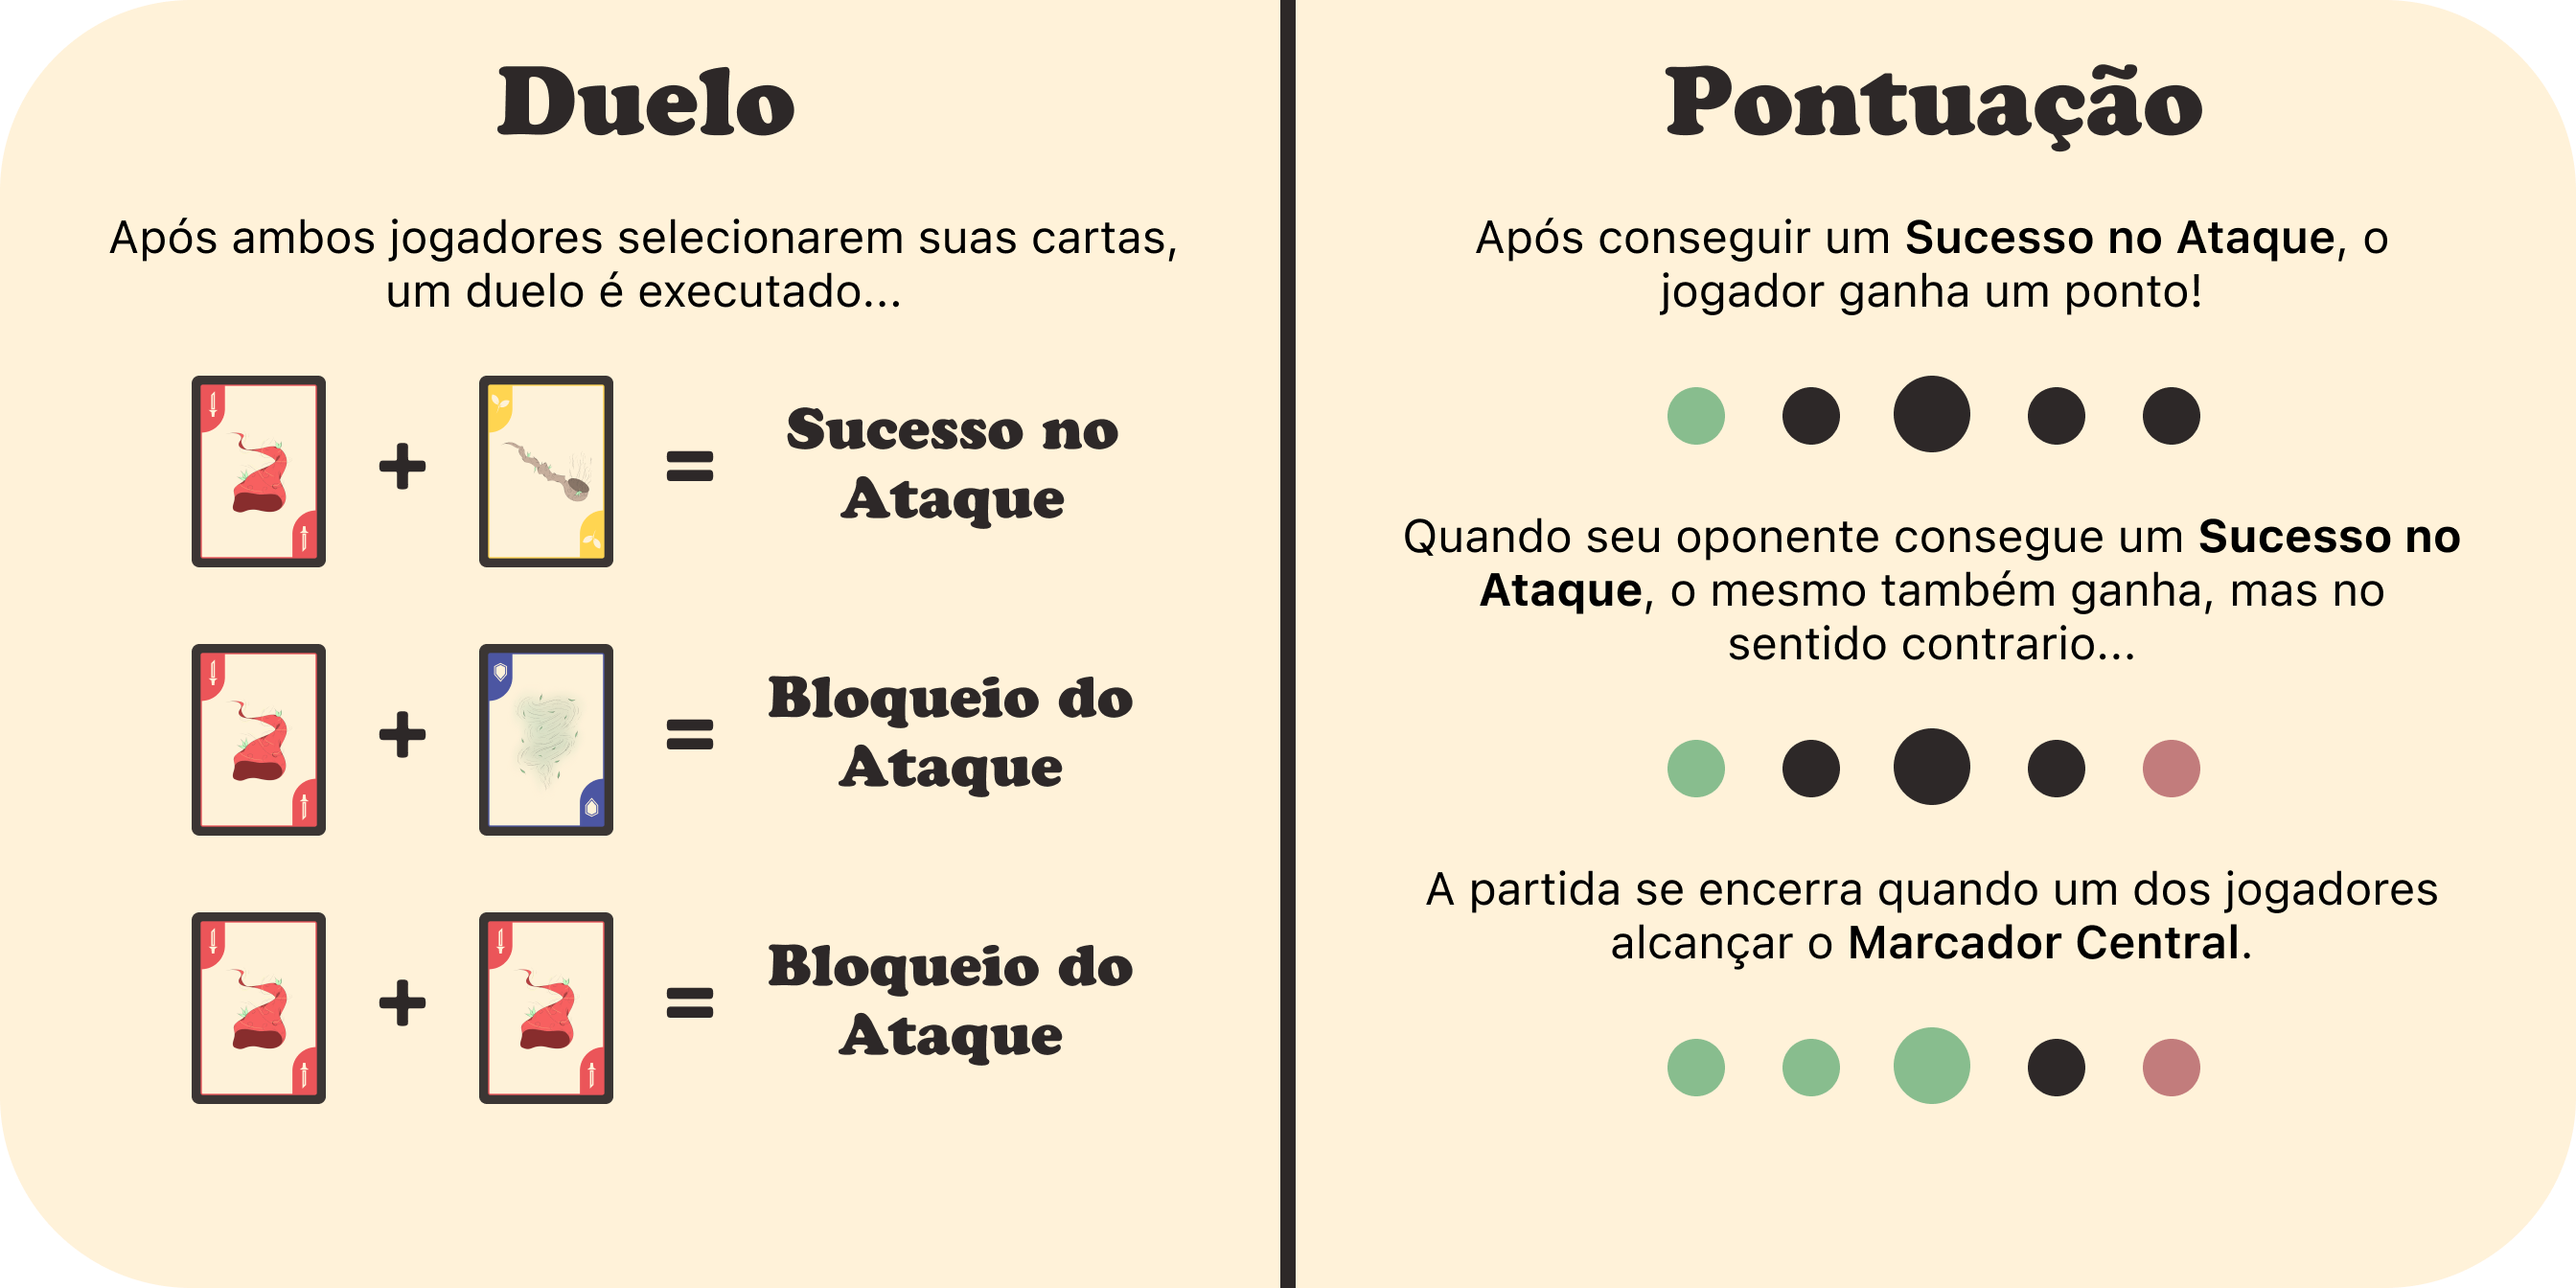 Duelo
Após ambos jogadores selecionarem suas cartas,
um duelo é executado...
+ = Sucesso no
Ataque
+ = Bloqueio do
Ataque
+ = Bloqueio do
Ataque
Pontuação
Após conseguir um Sucesso no Ataque, o
jogador ganha um ponto!
Quando seu oponente consegue um Sucesso no
Ataque, o mesmo também ganha, mas no
sentido contrario...
A partida se encerra quando um dos jogadores
alcançar o Marcador Central.